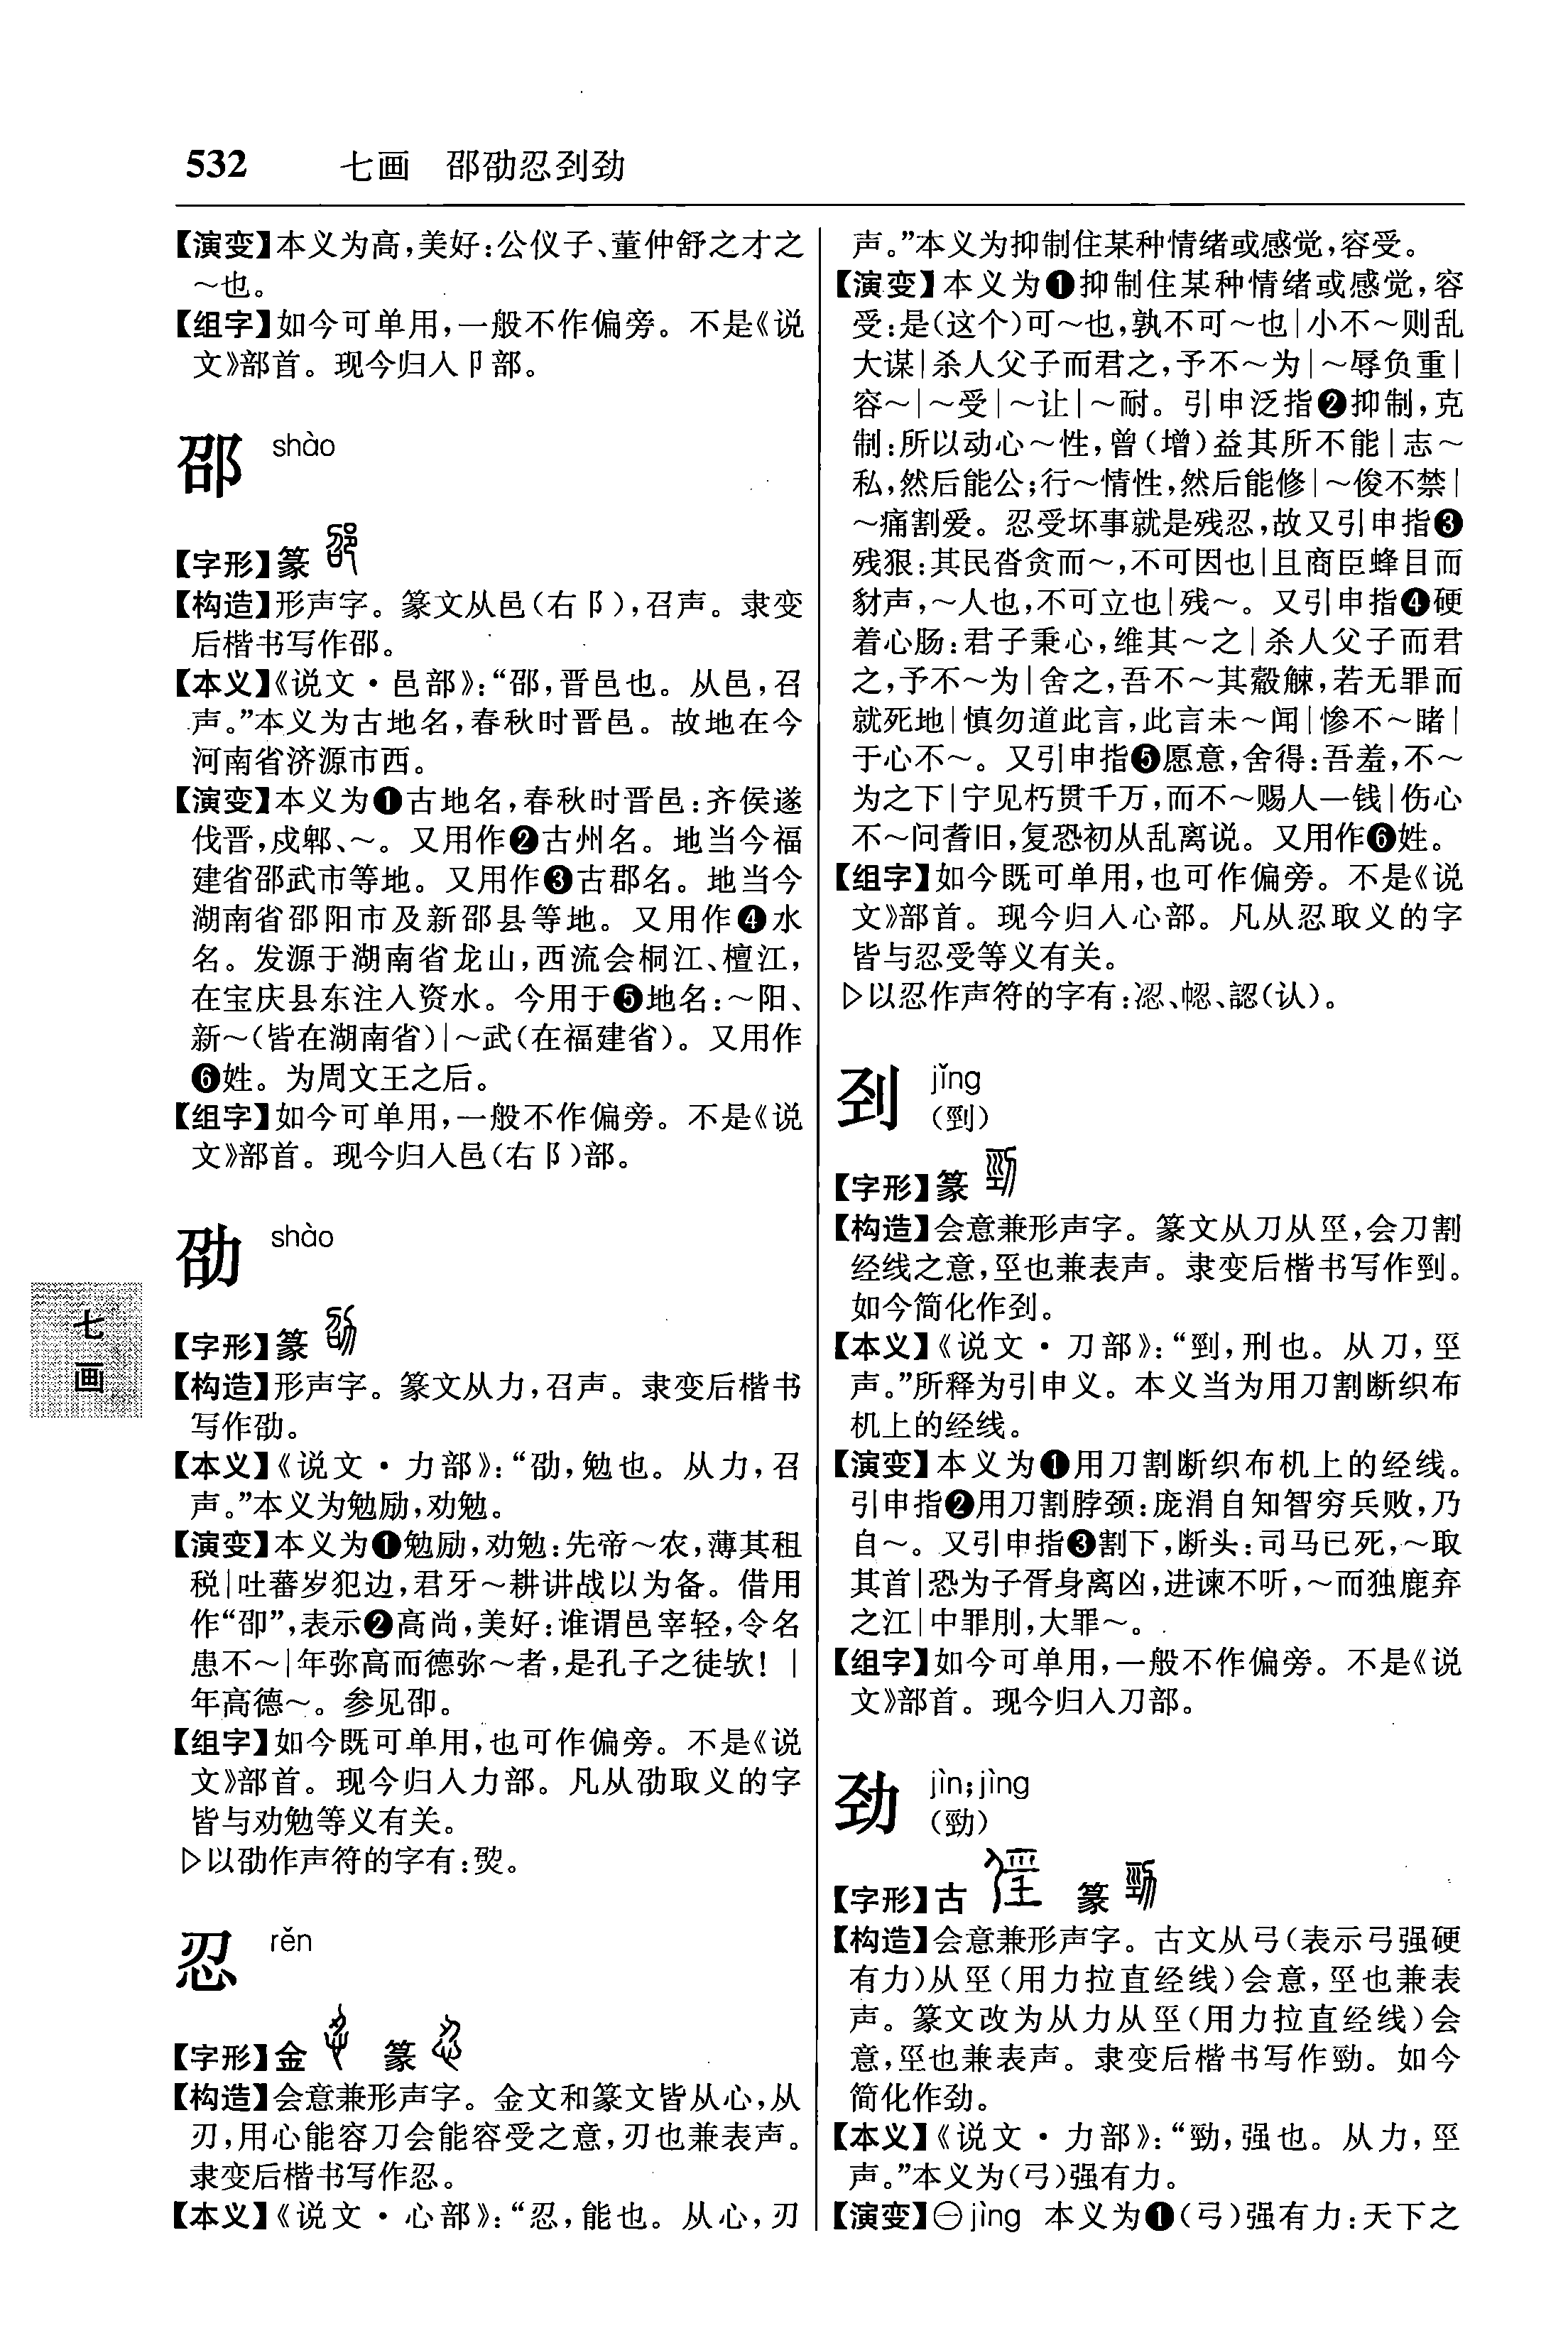 532 七画 邵劭忍刭劲
【演变】本义为高,美好:公仪子、董仲舒之才之
~也。
【组字】如今可单用,一般不作偏旁。不是《说
文》部首。现今归入卩部。
邵 shào
【字形】篆
【构造】形声字。篆文从邑(右阝),召声。隶变
后楷书写作邵。
【本义】《说文·邑部》:“邵,晋邑也。从邑,召
声。”本义为古地名,春秋时晋邑。故地在今
河南省济源市西。
【演变】本义为❶古地名,春秋时晋邑:齐侯遂
伐晋,戍郫、~。又用作❷古州名。地当今福
建省邵武市等地。又用作❸古郡名。地当今
湖南省邵阳市及新邵县等地。又用作❹水
名。发源于湖南省龙山,西流会桐江、檀江,
在宝庆县东注入资水。今用于❺地名:~阳、
新~(皆在湖南省)|~武(在福建省)。又用作
❻姓。为周文王之后。
【组字】如今可单用,一般不作偏旁。不是《说
文》部首。现今归入邑(右阝)部。
劭 shào
【字形】篆
【构造】形声字。篆文从力,召声。隶变后楷书
写作劭。
【本义】《说文·力部》:“劭,勉也。从力,召
声。”本义为勉励,劝勉。
【演变】本义为❶勉励,劝勉:先帝~农,薄其租
税|吐蕃岁犯边,君牙~耕讲战以为备。借用
作“卲”,表示❷高尚,美好:谁谓邑宰轻,令名
患不~|年弥高而德弥~者,是孔子之徒欤!|
年高德~。参见卲。
【组字】如今既可单用,也可作偏旁。不是《说
文》部首。现今归入力部。凡从劭取义的字
皆与劝勉等义有关。
▷以劭作声符的字有:。
忍 rěn
【字形】金 篆
【构造】会意兼形声字。金文和篆文皆从心,从
刃,用心能容刀会能容受之意,刃也兼表声。
隶变后楷书写作忍。
【本义】《说文·心部》:“忍,能也。从心,刃
声。”本义为抑制住某种情绪或感觉,容受。
【演变】本义为❶抑制住某种情绪或感觉,容
受:是(这个)可~也,孰不可~也|小不~则乱
大谋|杀人父子而君之,予不~为|~辱负重|
容~|~受|~让|~耐。引申泛指❷抑制,克
制:所以动心~性,曾(增)益其所不能|志~
私,然后能公;行~情性,然后能修|~俊不禁|
~痛割爱。忍受坏事就是残忍,故又引申指❸
残狠:其民沓贪而~,不可因也|且商臣蜂目而
豺声,~人也,不可立也|残~。又引申指❹硬
着心肠:君子秉心,维其~之|杀人父子而君
之,予不~为|舍之,吾不~其觳觫,若无罪而
就死地|慎勿道此言,此言未~闻|惨不~睹|
于心不~。又引申指❺愿意,舍得:吾羞,不~
为之下|宁见朽贯千万,而不~赐人一钱|伤心
不~问耆旧,复恐初从乱离说。又用作❻姓。
【组字】如今既可单用,也可作偏旁。不是《说
文》部首。现今归入心部。凡从忍取义的字
皆与忍受等义有关。
▷以忍作声符的字有:涊、㣼、認(认)。
刭 jǐng
(剄)
【字形】篆
【构造】会意兼形声字。篆文从刀从巠,会刀割
经线之意,巠也兼表声。隶变后楷书写作剄。
如今简化作刭。
【本义】《说文·刀部》:“剄,刑也。从刀,巠
声。”所释为引申义。本义当为用刀割断织布
机上的经线。
【演变】本义为❶用刀割断织布机上的经线。
引申指❷用刀割脖颈:庞涓自知智穷兵败,乃
自~。又引申指❸割下,断头:司马已死,~取
其首|恐为子胥身离凶,进谏不听,~而独鹿弃
之江|中罪刖,大罪~。
【组字】如今可单用,一般不作偏旁。不是《说
文》部首。现今归入刀部。
劲 jìn;jìng
(勁)
【字形】古 篆
【构造】会意兼形声字。古文从弓(表示弓强硬
有力)从巠(用力拉直经线)会意,巠也兼表
声。篆文改为从力从巠(用力拉直经线)会
意,巠也兼表声。隶变后楷书写作勁。如今
简化作劲。
【本义】《说文·力部》:“勁,强也。从力,巠
声。”本义为(弓)强有力。
【演变】㊀jìng 本义为❶(弓)强有力:天下之
七
画